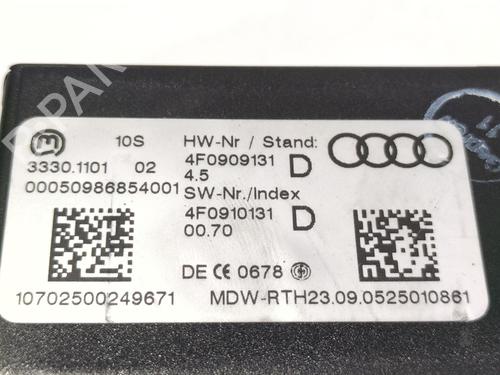 10S HW-Nr / Stand:
3330.1101 02 4F0909131 D
00050986854001 4.5
SW-Nr./Index
4F0910131 D
00.70
DE CE 0678
10702500249671 MDW-RTH23.09.0525010861